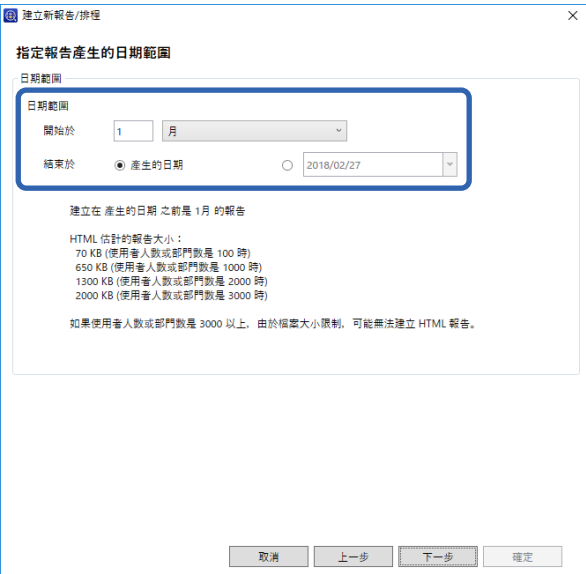 建立新報告/排程
指定報告產生的日期範圍
日期範圍
日期範圍
開始於 1 月
結束於 產生的日期 2018/02/27
建立在 產生的日期 之前是 1月 的報告
HTML 估計的報告大小：
70 KB (使用者人數或部門數是 100 時)
650 KB (使用者人數或部門數是 1000 時)
1300 KB (使用者人數或部門數是 2000 時)
2000 KB (使用者人數或部門數是 3000 時)
如果使用者人數或部門數是 3000 以上，由於檔案大小限制，可能無法建立 HTML 報告。
取消 上一步 下一步 確定